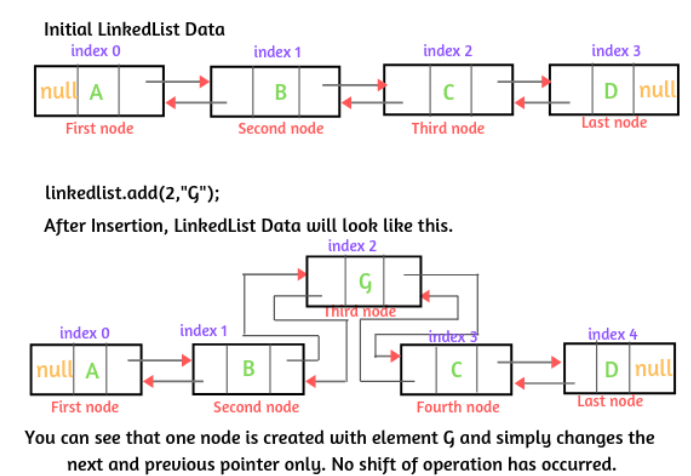 Initial LinkedList Data
index 0 index 1 index 2 index 3
null A B C D null
First node Second node Third node Last node
linkedlist.add(2,"G");
After Insertion, LinkedList Data will look like this.
index 2
G
Third node
index 0 index 1 index 3 index 4
null A B C D null
First node Second node Fourth node Last node
You can see that one node is created with element G and simply changes the
next and previous pointer only. No shift of operation has occurred.